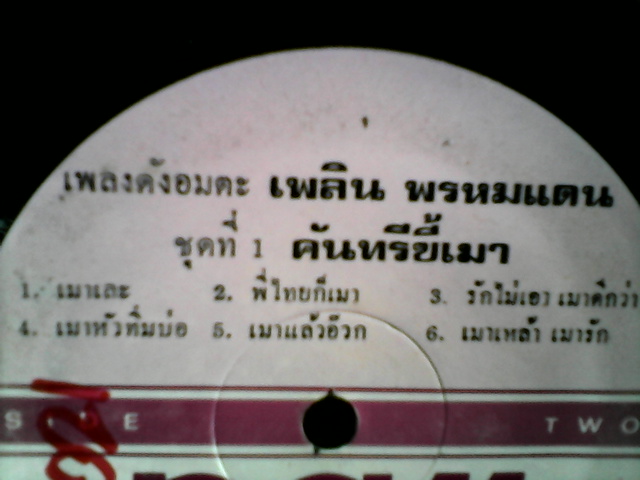 เพลงดังอมตะ เพลิน พรหมแดน
ชุดที่ 1 คันทรีขี้เมา
1. เมาเละ 2. พี่ไทยก็เมา 3. รักไม่เอา เมาดีกว่า
4. เมาหัวทิ่มบ่อ 5. เมาแล้วอ๊วก 6. เมาเหล้า เมารัก
SIDE TWO